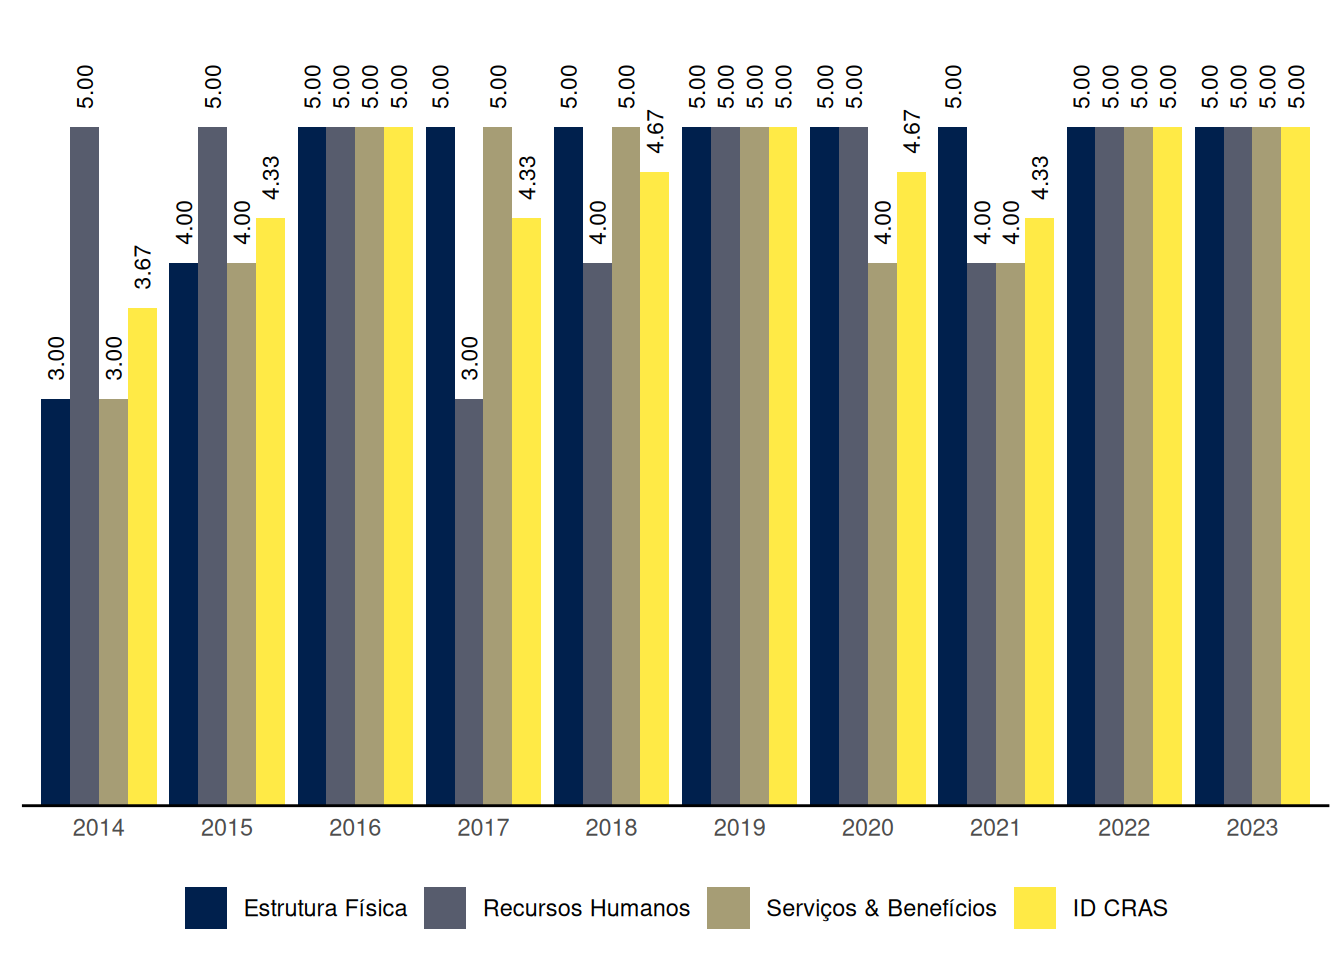 3.00 5.00 3.00 3.67 4.00 5.00 4.00 4.33 5.00 5.00 5.00 5.00 5.00 3.00 5.00 4.33 5.00 4.00 5.00 4.67 5.00 5.00 5.00 5.00 5.00 5.00 4.00 4.67 5.00 4.00 4.00 4.33 5.00 5.00 5.00 5.00 5.00 5.00 5.00 5.00
2014 2015 2016 2017 2018 2019 2020 2021 2022 2023
Estrutura Física Recursos Humanos Serviços & Benefícios ID CRAS